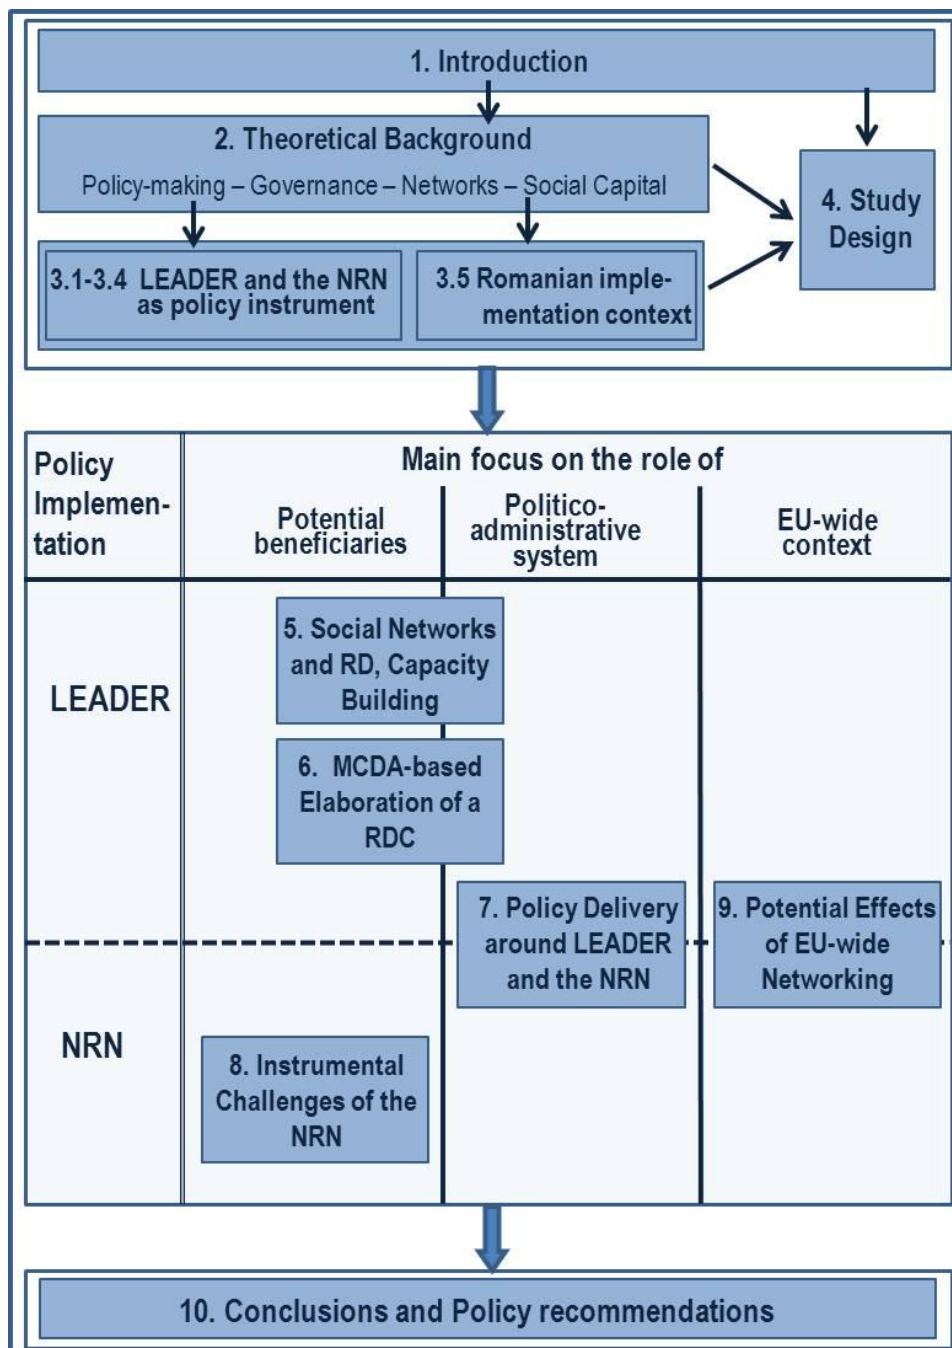 1. Introduction
2. Theoretical Background
Policy-making – Governance – Networks – Social Capital
4. Study
Design
3.1-3.4 LEADER and the NRN
as policy instrument
3.5 Romanian imple-
mentation context
Policy
Implemen-
tation
Main focus on the role of
Potential
beneficiaries
Politico-
administrative
system
EU-wide
context
LEADER
5. Social Networks
and RD, Capacity
Building
6. MCDA-based
Elaboration of a
RDC
7. Policy Delivery
around LEADER
and the NRN
9. Potential Effects
of EU-wide
Networking
NRN
8. Instrumental
Challenges of the
NRN
10. Conclusions and Policy recommendations